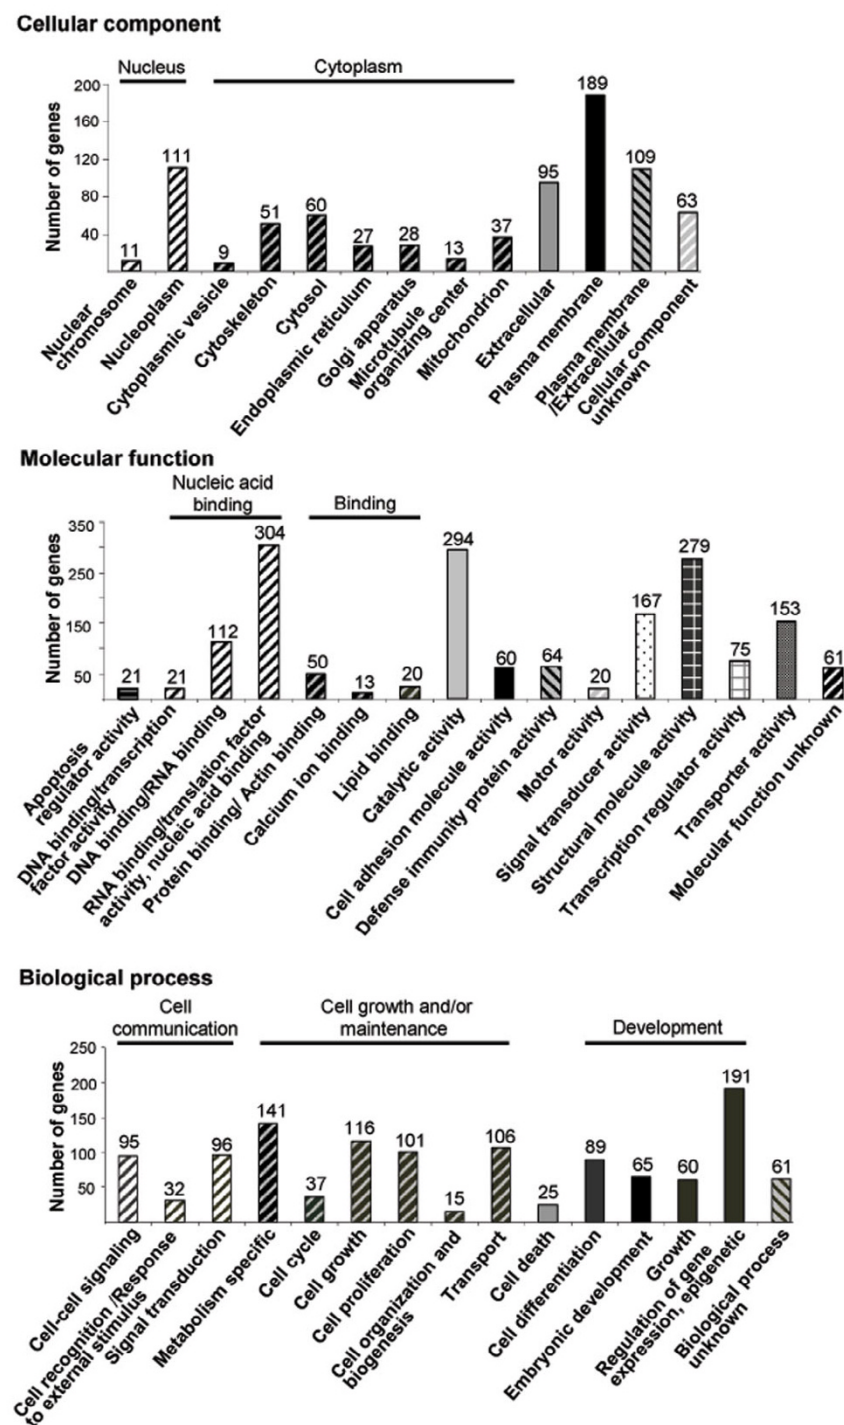 Cellular component
Nucleus
Cytoplasm
Number of genes
200
160
120
80
40
11
111
9
51
60
27
28
13
37
95
189
109
63
Nuclear
chromosome
Nucleoplasm
Cytoplasmic vesicle
Cytoskeleton
Cytosol
Endoplasmic reticulum
Golgi apparatus
Microtubule
organizing center
Mitochondrion
Extracellular
Plasma membrane
Plasma membrane
/Extracellular
Cellular component
unknown
Molecular function
Nucleic acid
binding
Binding
Number of genes
350
250
150
50
21
21
112
304
50
13
20
294
60
64
20
167
279
75
153
61
Apoptosis
regulator activity
DNA binding/transcription
factor activity
DNA binding/RNA binding
RNA binding/translation factor
activity, nucleic acid binding
Protein binding/ Actin binding
Calcium ion binding
Lipid binding
Catalytic activity
Cell adhesion molecule activity
Defense immunity protein activity
Motor activity
Signal transducer activity
Structural molecule activity
Transcription regulator activity
Transporter activity
Molecular function unknown
Biological process
Cell
communication
Cell growth and/or
maintenance
Development
Number of genes
250
200
150
100
50
95
32
96
141
37
116
101
15
106
25
89
65
60
191
61
Cell-cell signaling
Cell recognition /Response
to external stimulus
Signal transduction
Metabolism specific
Cell cycle
Cell growth
Cell proliferation
Cell organization and
biogenesis
Transport
Cell death
Cell differentiation
Embryonic development
Growth
Regulation of gene
expression, epigenetic
Biological process
unknown